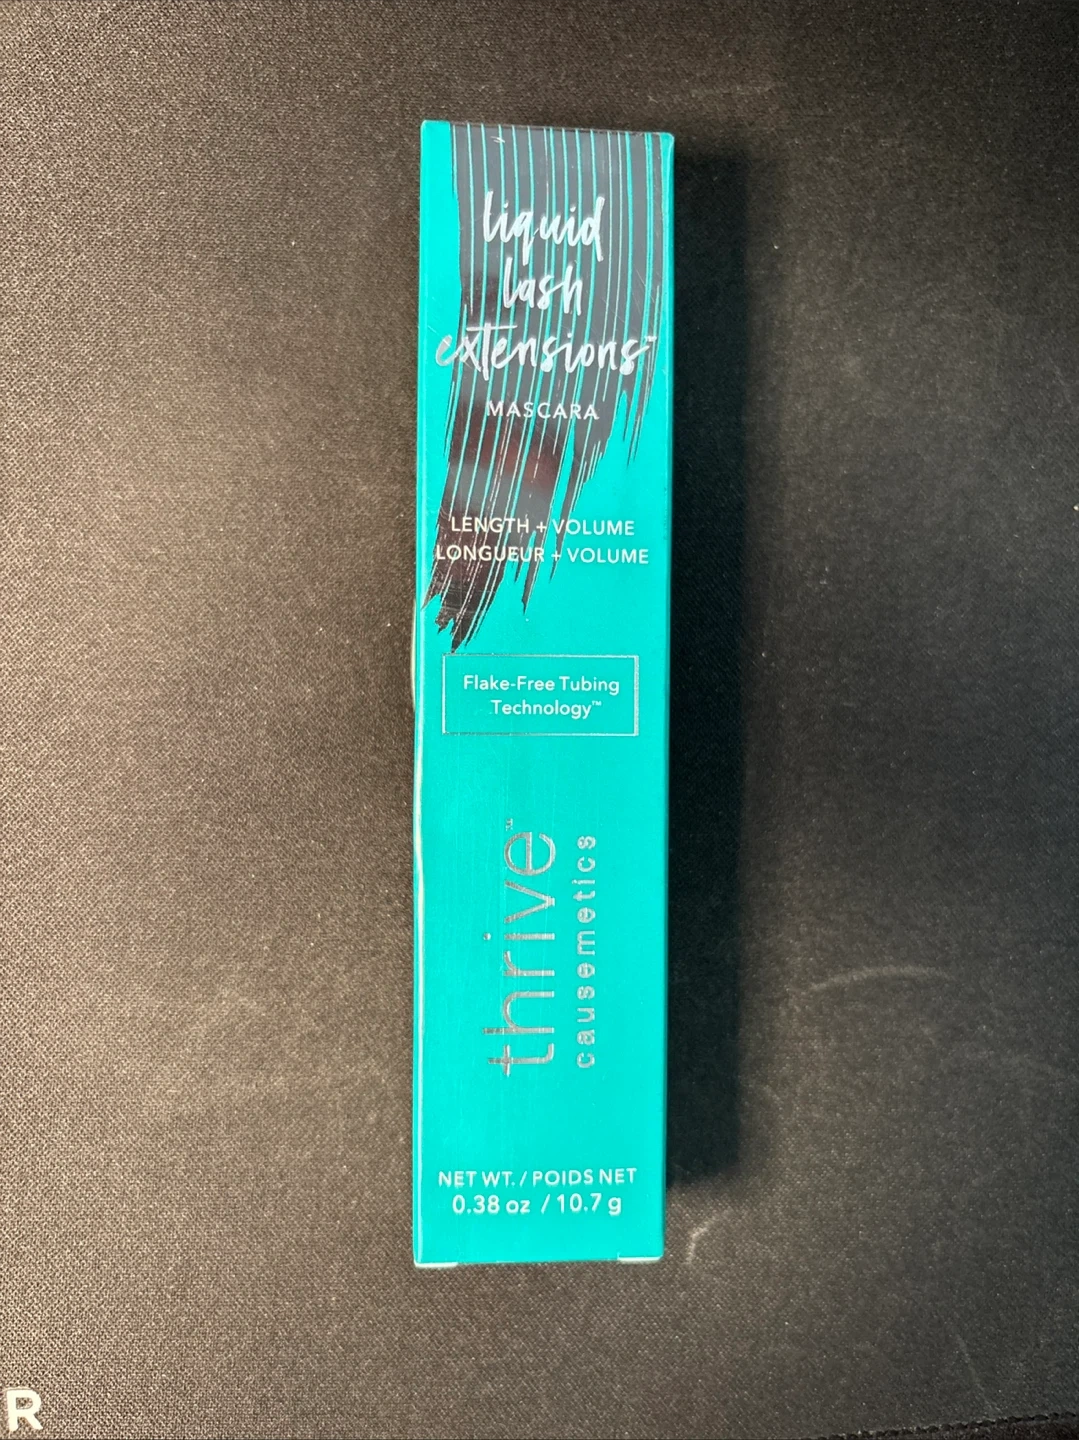 liquid
lash
extensions™
MASCARA
LENGTH + VOLUME
LONGUEUR + VOLUME
Flake-Free Tubing
Technology™
thrive™
causemetics
NET WT. / POIDS NET
0.38 oz / 10.7 g
R